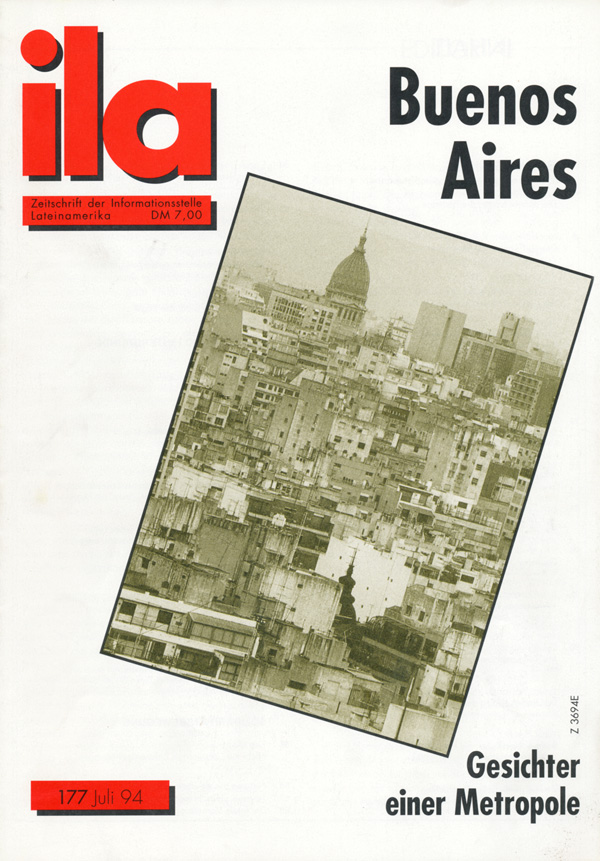 ila
Zeitschrift der Informationsstelle
Lateinamerika DM 7,00
Buenos
Aires
Z 3694E
Gesichter
einer Metropole
177 Juli 94